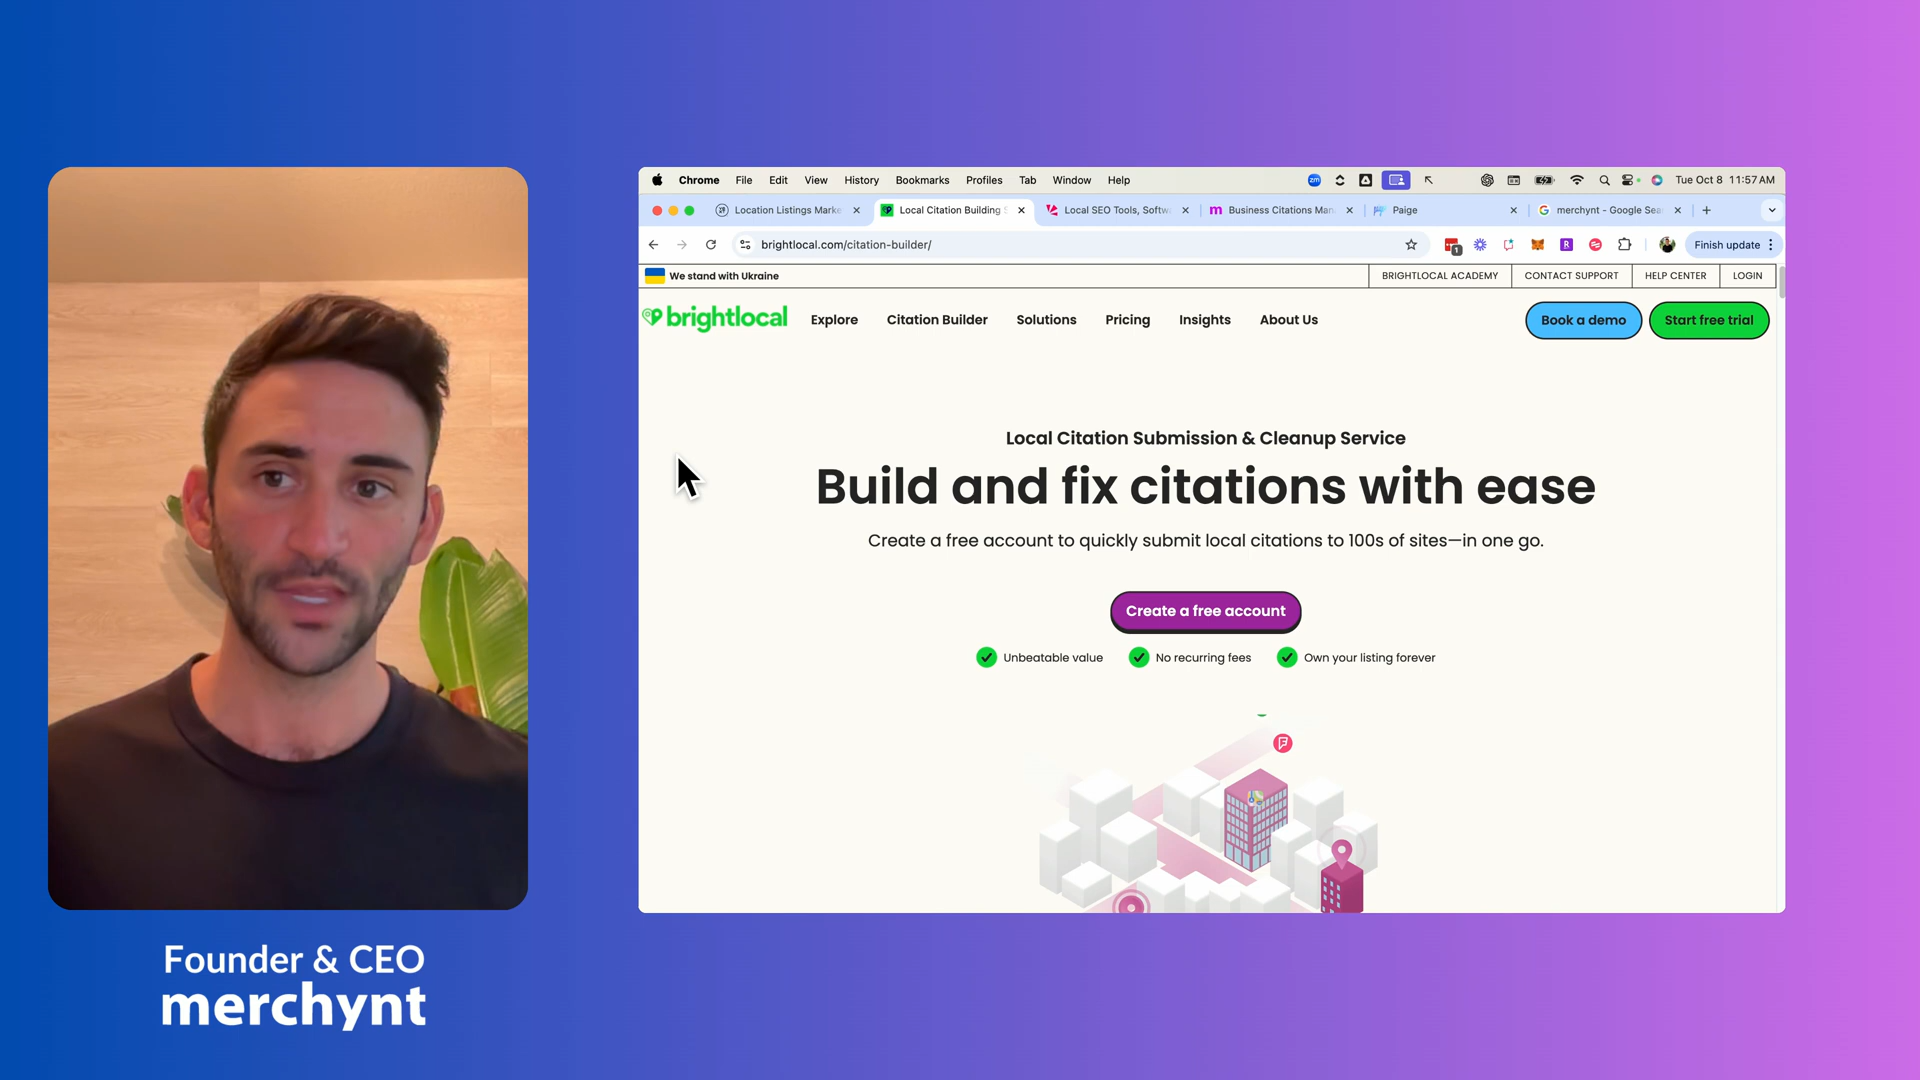 Chrome File Edit View History Bookmarks Profiles Tab Window Help
zm
Tue Oct 8 11:57 AM
Location Listings Marke
Local Citation Building S
Local SEO Tools, Softw
Business Citations Man
Paige
merchynt - Google Sea
brightlocal.com/citation-builder/
1
R
Finish update
We stand with Ukraine
BRIGHTLOCAL ACADEMY
CONTACT SUPPORT
HELP CENTER
LOGIN
brightlocal
Explore
Citation Builder
Solutions
Pricing
Insights
About Us
Book a demo
Start free trial
Local Citation Submission & Cleanup Service
Build and fix citations with ease
Create a free account to quickly submit local citations to 100s of sites—in one go.
Create a free account
Unbeatable value
No recurring fees
Own your listing forever
Founder & CEO
merchynt